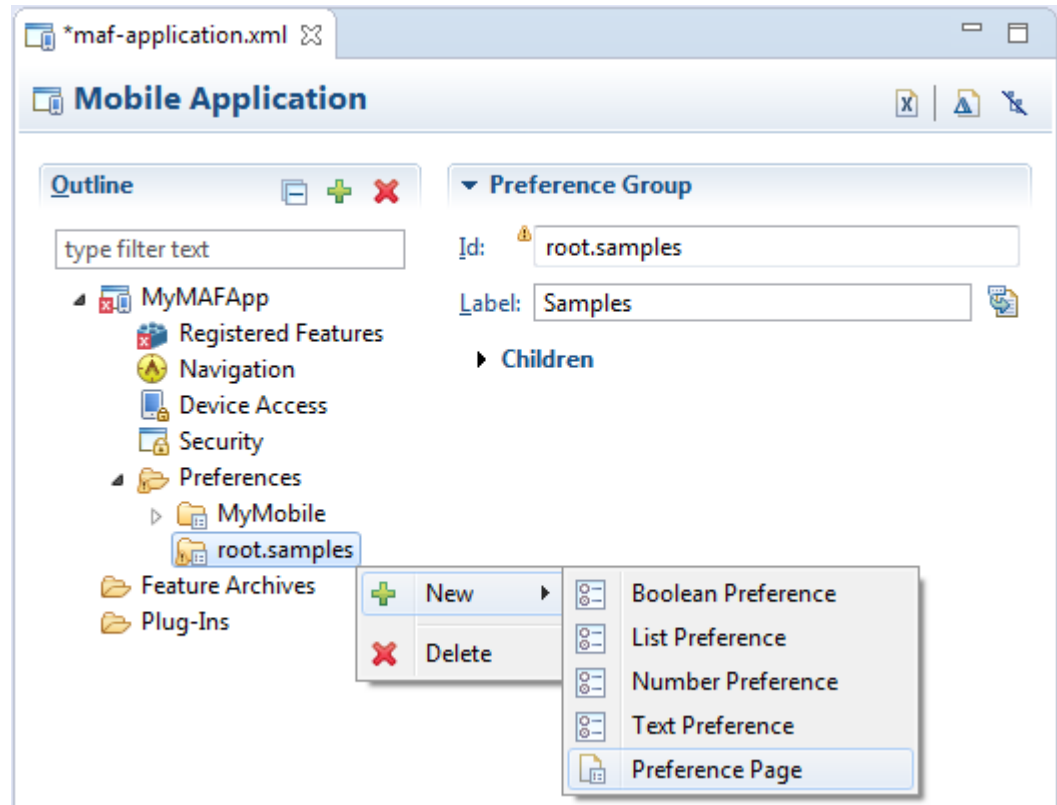 *maf-application.xml
Mobile Application
Outline
Preference Group
type filter text
Id: root.samples
MyMAFApp
Label: Samples
Registered Features
Children
Navigation
Device Access
Security
Preferences
MyMobile
root.samples
Feature Archives
Plug-Ins
New
Delete
Boolean Preference
List Preference
Number Preference
Text Preference
Preference Page